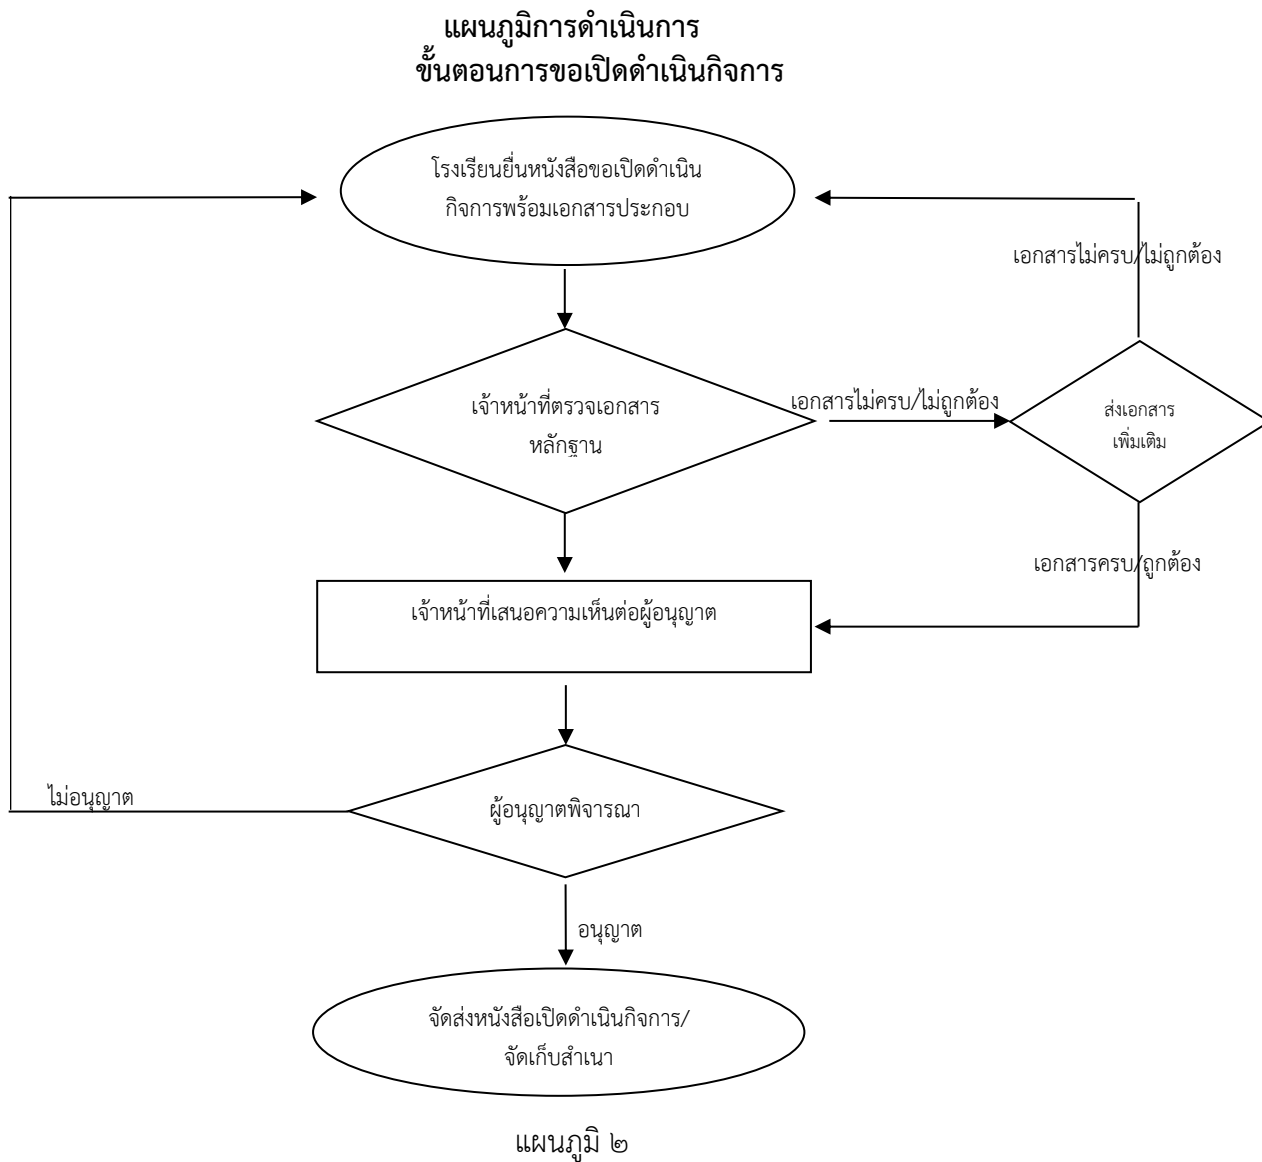 แผนภูมิการดำเนินการ
ขั้นตอนการขอเปิดดำเนินกิจการ
โรงเรียนยื่นหนังสือขอเปิดดำเนิน
กิจการพร้อมเอกสารประกอบ
เอกสารไม่ครบ/ไม่ถูกต้อง
เจ้าหน้าที่ตรวจเอกสาร
หลักฐาน
เอกสารไม่ครบ/ไม่ถูกต้อง
ส่งเอกสาร
เพิ่มเติม
เอกสารครบ/ถูกต้อง
เจ้าหน้าที่เสนอความเห็นต่อผู้อนุญาต
ไม่อนุญาต
ผู้อนุญาตพิจารณา
อนุญาต
จัดส่งหนังสือเปิดดำเนินกิจการ/
จัดเก็บสำเนา
แผนภูมิ ๒